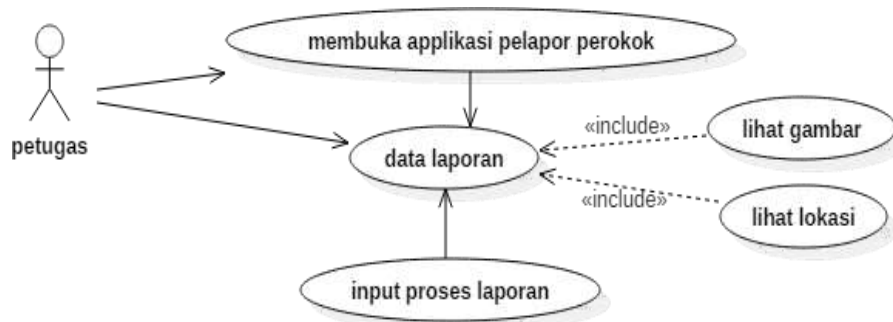 membuka applikasi pelapor perokok
petugas
data laporan
«include»
lihat gambar
«include»
lihat lokasi
input proses laporan